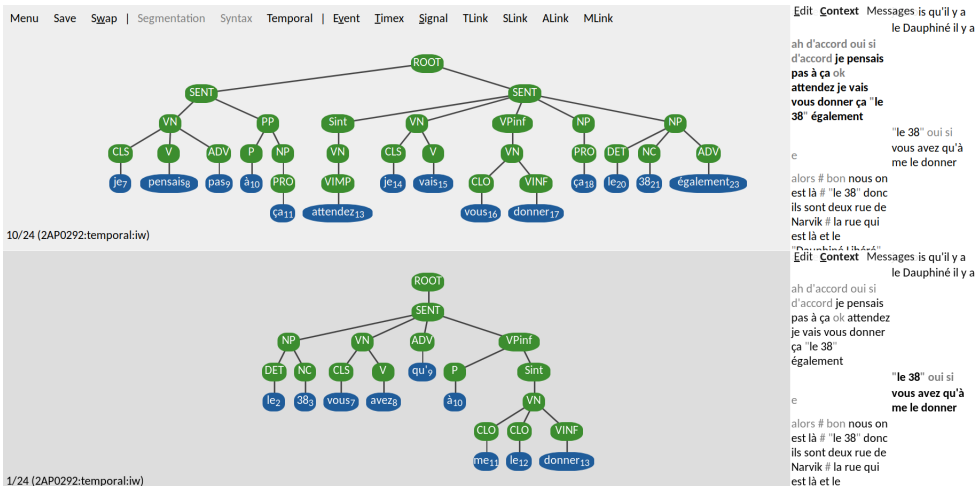 Menu Save Swap | Segmentation Syntax Temporal | Event Timex Signal TLink SLink ALink MLink
ROOT
SENT SENT
VN PP Sint VN VPinf NP NP
CLS V ADV P NP VN CLS V VN PRO DET NC ADV
je7 pensais8 pas9 à10 PRO VIMP je14 vais15 CLO VINF ça18 le20 3821 également23
ça11 attendez13 vous16 donner17
10/24 (2AP0292:temporal:iw)
Edit Context Messages
is qu'il y a
le Dauphiné il y a
ah d'accord oui si
d'accord je pensais
pas à ça ok
attendez je vais
vous donner ça "le
38" également
"le 38" oui si
vous avez qu'à
me le donner
e
alors # bon nous on
est là # "le 38" donc
ils sont deux rue de
Narvik # la rue qui
est là et le
"Dauphiné Libéré"
ROOT
SENT
NP VN ADV VPinf
DET NC CLS V qu'9 P Sint
le2 383 vous7 avez8 à10 VN
CLO CLO VINF
me11 le12 donner13
1/24 (2AP0292:temporal:iw)
Edit Context Messages
is qu'il y a
le Dauphiné il y a
ah d'accord oui si
d'accord je pensais
pas à ça ok attendez
je vais vous donner
ça "le 38"
également
"le 38" oui si
vous avez qu'à
me le donner
e
alors # bon nous on
est là # "le 38" donc
ils sont deux rue de
Narvik # la rue qui
est là et le